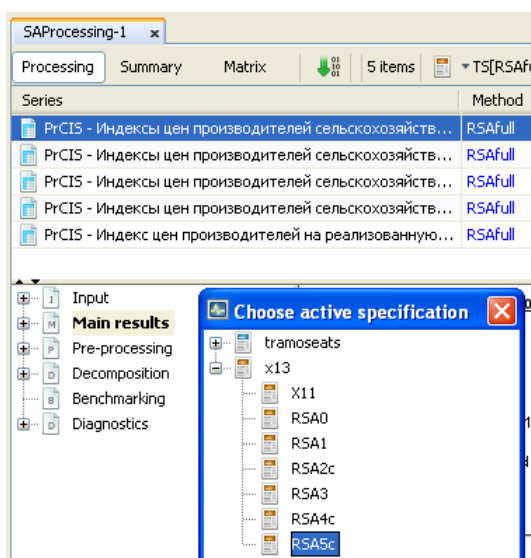 SAProcessing-1 x
Processing Summary Matrix 5 items TS[RSAfu
Series Method
PrCIS - Индексы цен производителей сельскохозяйств... RSAfull
PrCIS - Индексы цен производителей сельскохозяйств... RSAfull
PrCIS - Индексы цен производителей сельскохозяйств... RSAfull
PrCIS - Индексы цен производителей сельскохозяйств... RSAfull
PrCIS - Индекс цен производителей на реализованную... RSAfull
Input
Main results
Pre-processing
Decomposition
Benchmarking
Diagnostics
Choose active specification
tramoseats
x13
X11
RSA0
RSA1
RSA2c
RSA3
RSA4c
RSA5c